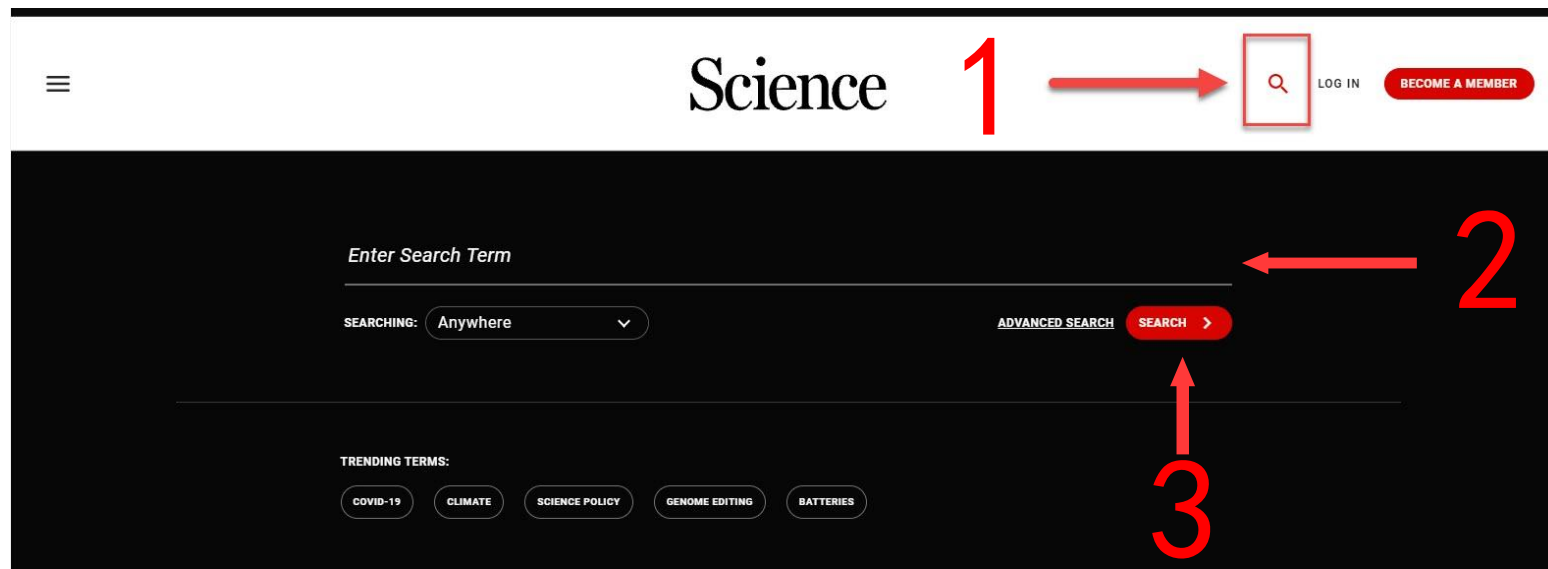 Science
1
LOG IN
BECOME A MEMBER
Enter Search Term
2
SEARCHING:
Anywhere
ADVANCED SEARCH
SEARCH
3
TRENDING TERMS:
COVID-19
CLIMATE
SCIENCE POLICY
GENOME EDITING
BATTERIES